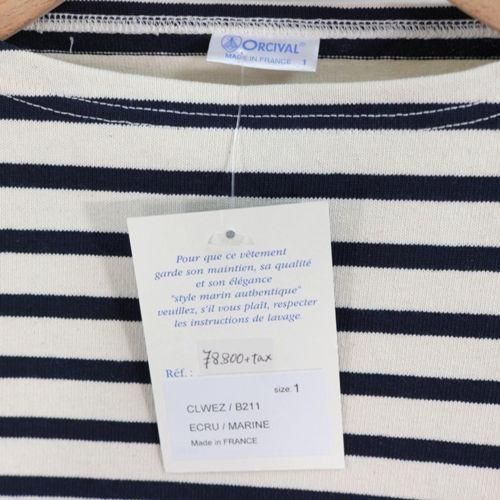 ORCIVAL®
MADE IN FRANCE 1
Pour que ce vêtement
garde son maintien, sa qualité
et son élégance
"style marin authentique"
veuillez, s'il vous plaît, respecter
les instructions de lavage.
Réf. : 78.800+tax
size. 1
CLWEZ / B211
ECRU / MARINE
Made in FRANCE